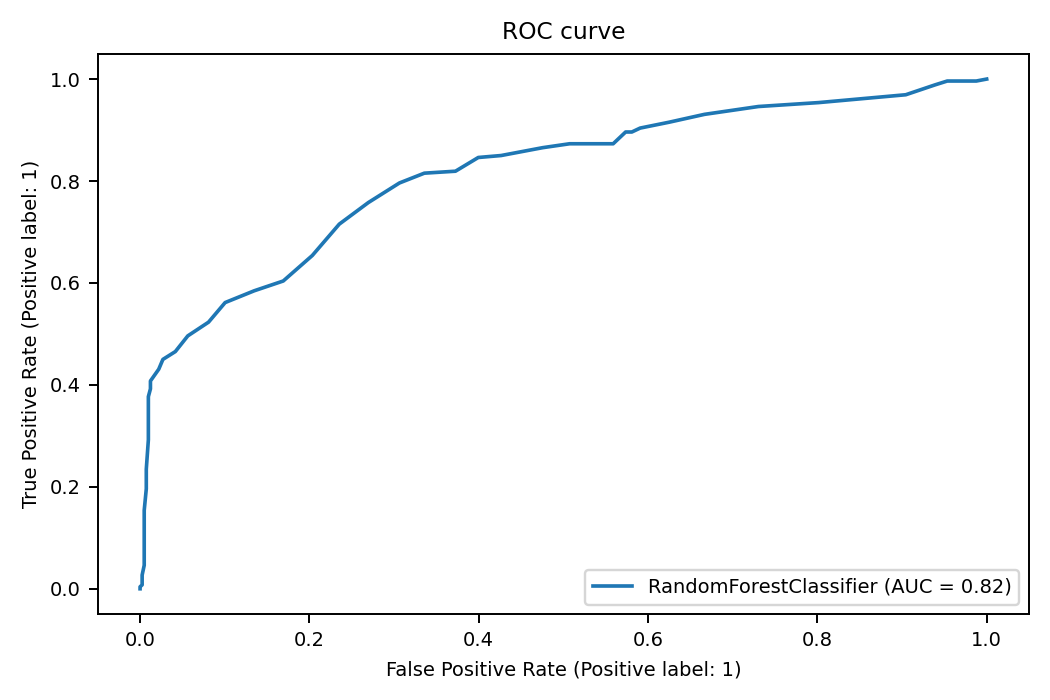 ROC curve
True Positive Rate (Positive label: 1)
1.0
0.8
0.6
0.4
0.2
0.0
RandomForestClassifier (AUC = 0.82)
0.0 0.2 0.4 0.6 0.8 1.0
False Positive Rate (Positive label: 1)